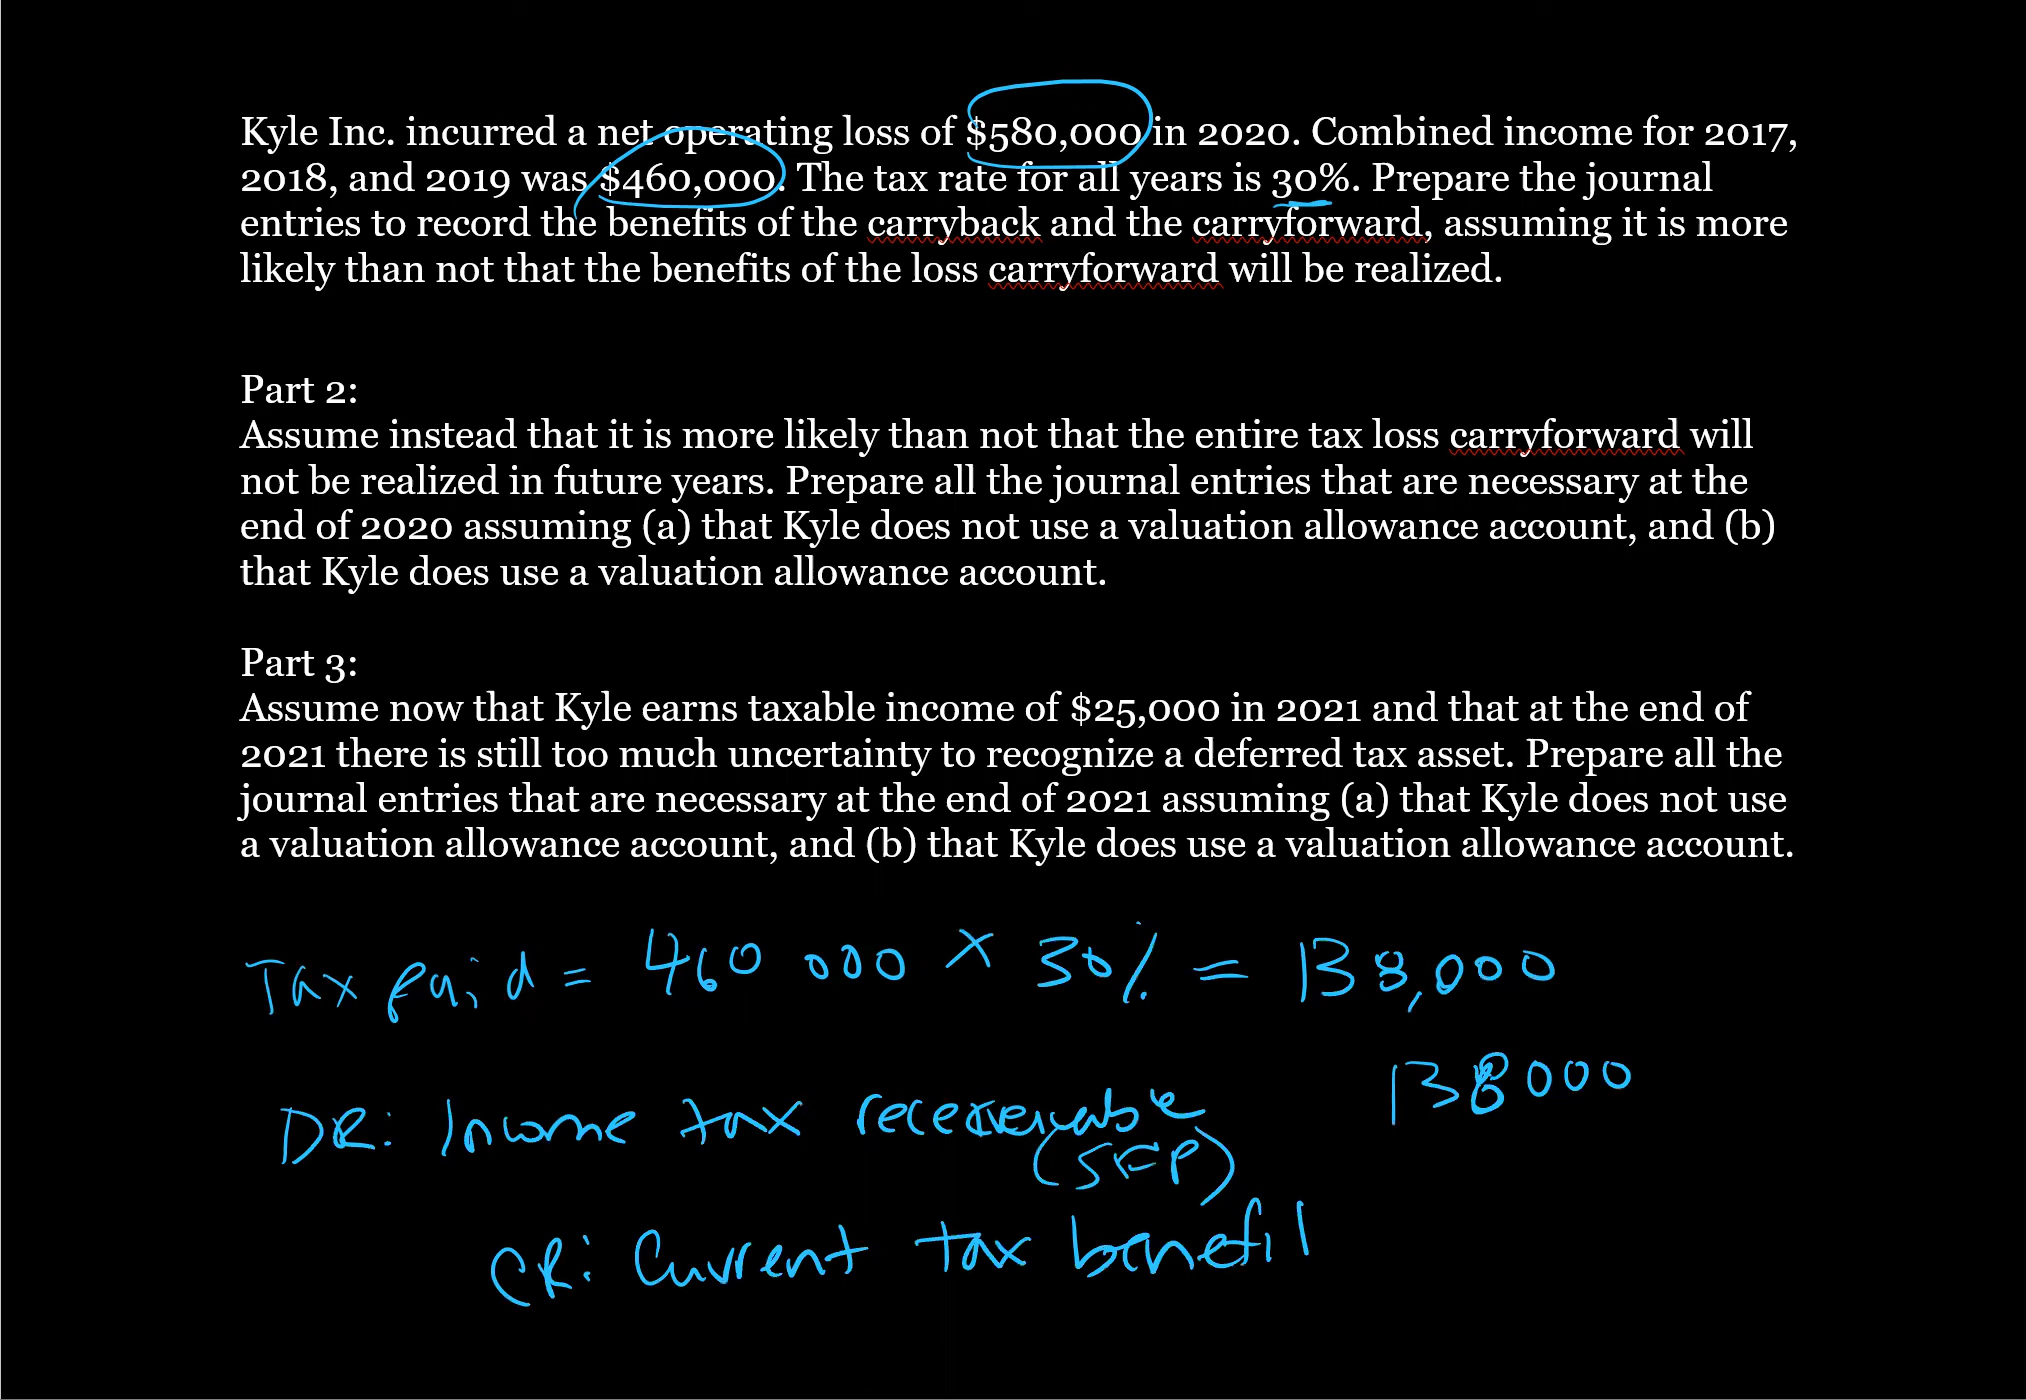 Kyle Inc. incurred a net operating loss of $580,000 in 2020. Combined income for 2017,
2018, and 2019 was $460,000. The tax rate for all years is 30%. Prepare the journal
entries to record the benefits of the carryback and the carryforward, assuming it is more
likely than not that the benefits of the loss carryforward will be realized.
Part 2:
Assume instead that it is more likely than not that the entire tax loss carryforward will
not be realized in future years. Prepare all the journal entries that are necessary at the
end of 2020 assuming (a) that Kyle does not use a valuation allowance account, and (b)
that Kyle does use a valuation allowance account.
Part 3:
Assume now that Kyle earns taxable income of $25,000 in 2021 and that at the end of
2021 there is still too much uncertainty to recognize a deferred tax asset. Prepare all the
journal entries that are necessary at the end of 2021 assuming (a) that Kyle does not use
a valuation allowance account, and (b) that Kyle does use a valuation allowance account.
Tax paid = 460 000 × 30% = 138,000
DR: Income tax receivable 138000
(SFP)
CR: Current tax benefit